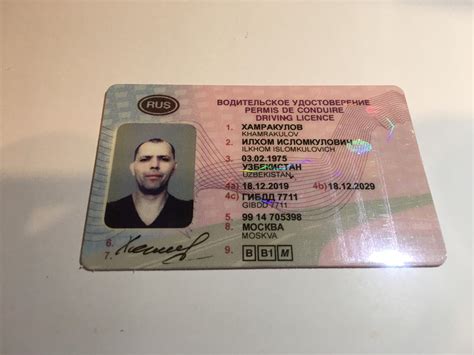 RUS
ВОДИТЕЛЬСКОЕ УДОСТОВЕРЕНИЕ
PERMIS DE CONDUIRE
DRIVING LICENCE
1. ХАМРАКУЛОВ
KHAMRAKULOV
2. ИЛХОМ ИСЛОМКУЛОВИЧ
ILKHOM ISLOMKULOVICH
3. 03.02.1975
УЗБЕКИСТАН
UZBEKISTAN
4a) 18.12.2019 4b) 18.12.2029
4c) ГИБДД 7711
GIBDD 7711
5. 99 14 705398
8. МОСКВА
MOSKVA
6.
7.
9. B B1 M